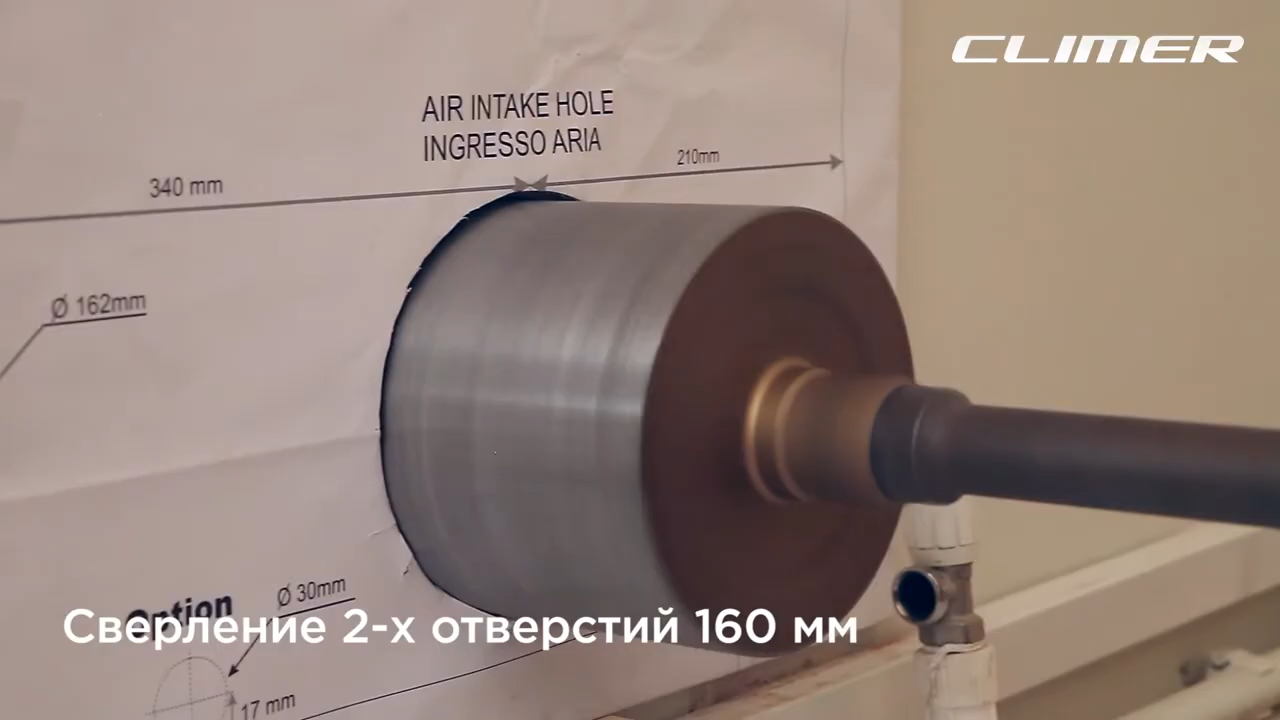 CLIMER
AIR INTAKE HOLE
INGRESSO ARIA
340 mm
210mm
Ø 162mm
Option
Ø 30mm
Сверление 2-х отверстий 160 мм
17 mm